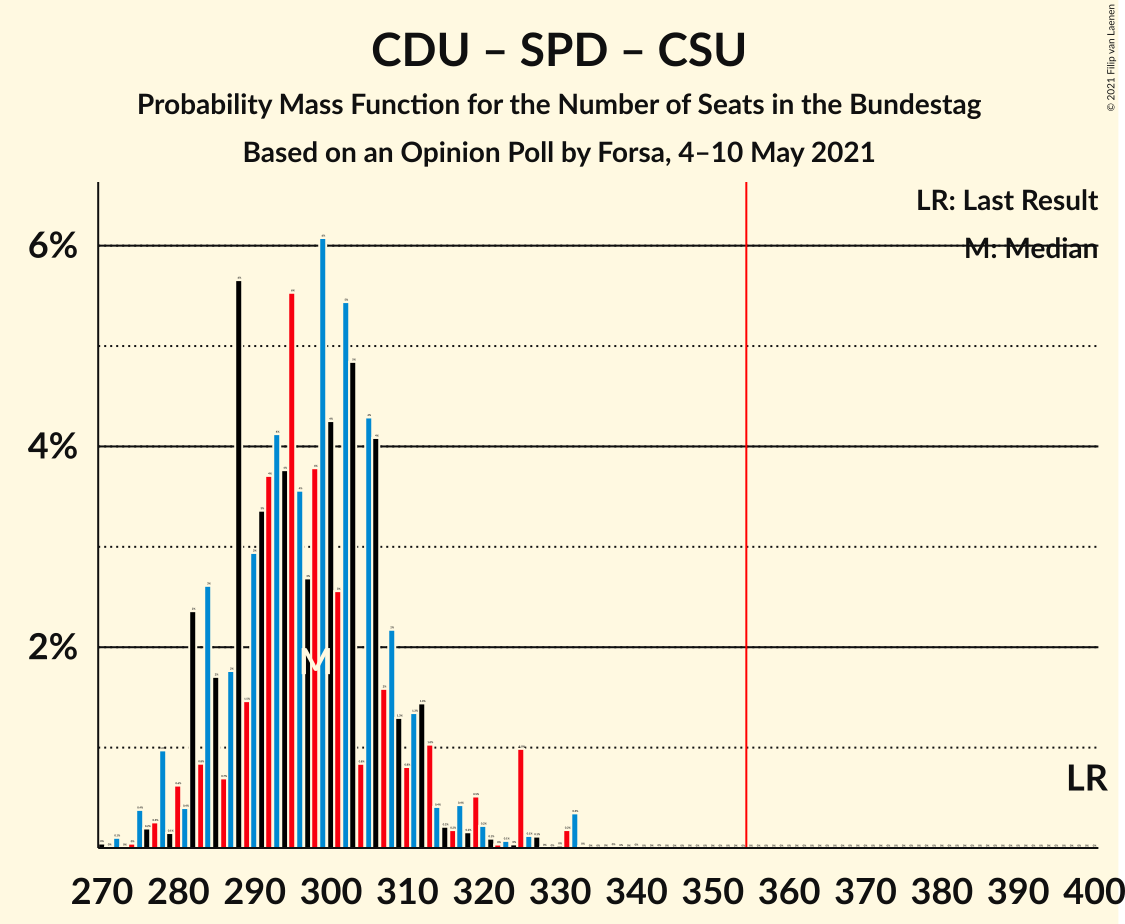 CDU – SPD – CSU
Probability Mass Function for the Number of Seats in the Bundestag
Based on an Opinion Poll by Forsa, 4–10 May 2021
© 2021 Filip van Laenen
LR: Last Result
M: Median
6%
4%
2%
M
LR
270 280 290 300 310 320 330 340 350 360 370 380 390 400